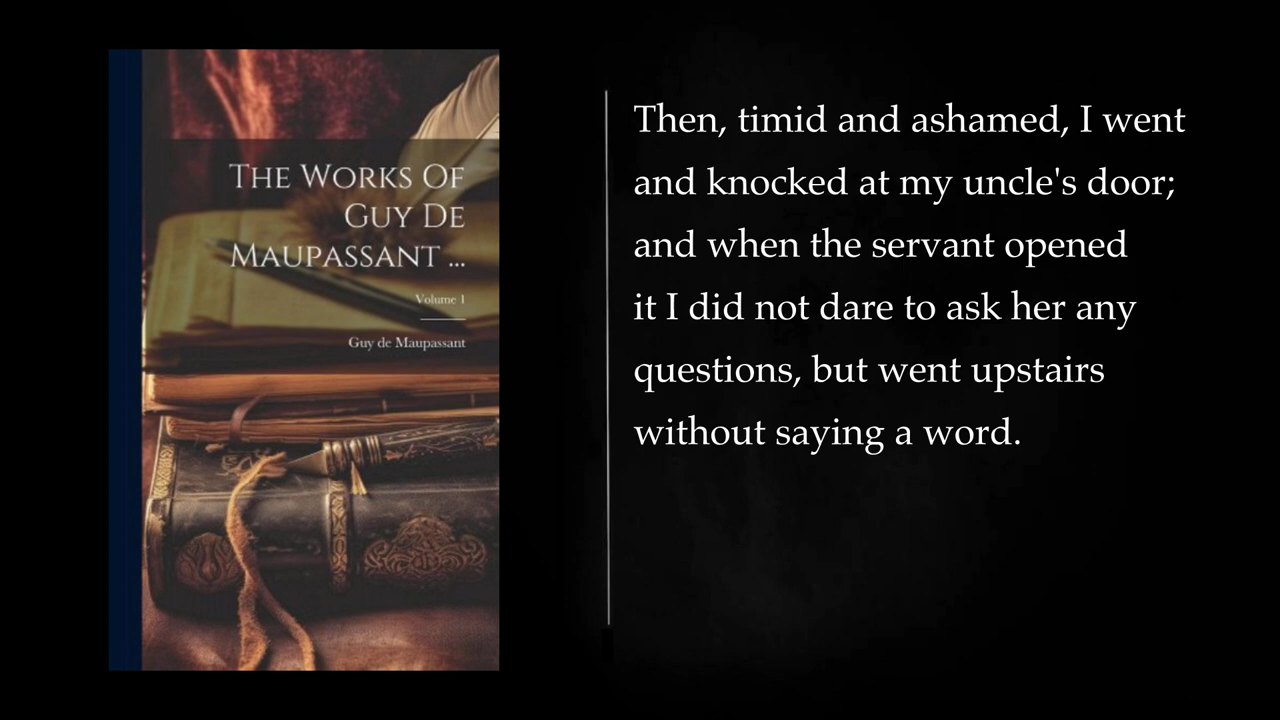 THE WORKS OF
GUY DE
MAUPASSANT ...
Volume 1
Guy de Maupassant
Then, timid and ashamed, I went
and knocked at my uncle's door;
and when the servant opened
it I did not dare to ask her any
questions, but went upstairs
without saying a word.